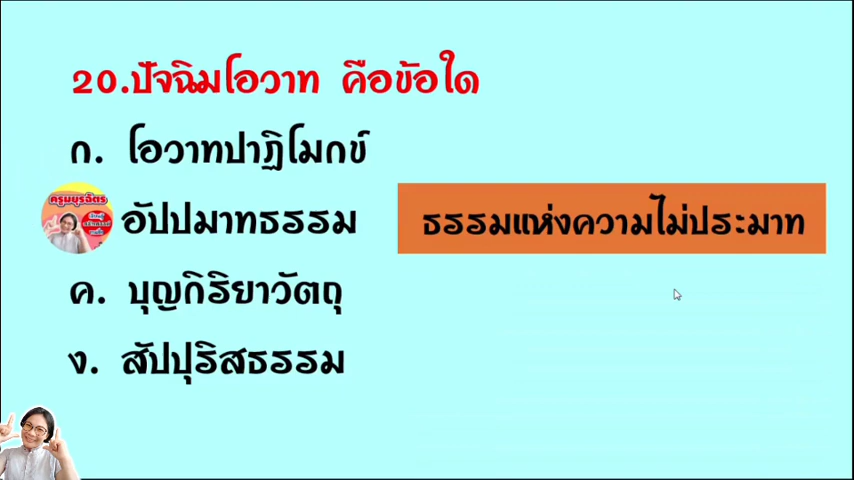 20.ปัจฉิมโอวาท คือข้อใด
ก. โอวาทปาฏิโมกข์
ครูมยุรฉัตร
อัปปมาทธรรม
ธรรมแห่งความไม่ประมาท
ค. บุญกิริยาวัตถุ
ง. สัปปุริสธรรม